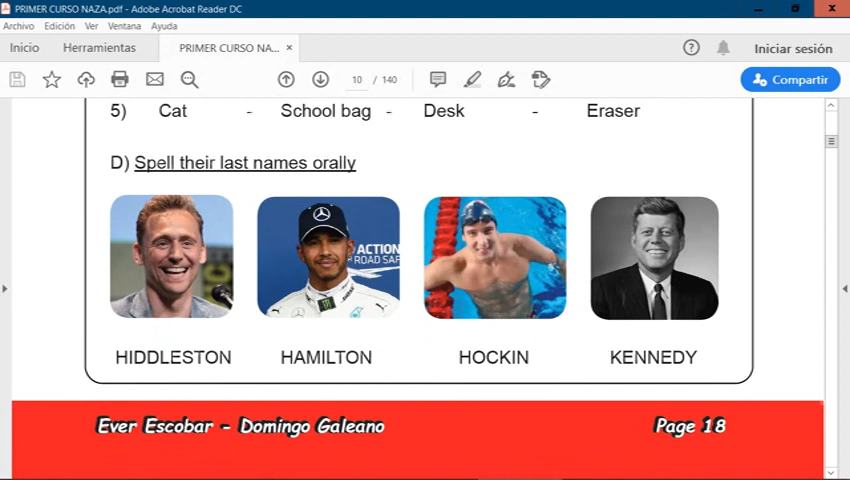 PRIMER CURSO NAZA.pdf - Adobe Acrobat Reader DC
Archivo Edición Ver Ventana Ayuda
Inicio Herramientas PRIMER CURSO NA... × Iniciar sesión
10 / 140 Compartir
5) Cat - School bag - Desk - Eraser
D) Spell their last names orally
ACTION
ROAD SAF
HIDDLESTON HAMILTON HOCKIN KENNEDY
Ever Escobar - Domingo Galeano Page 18